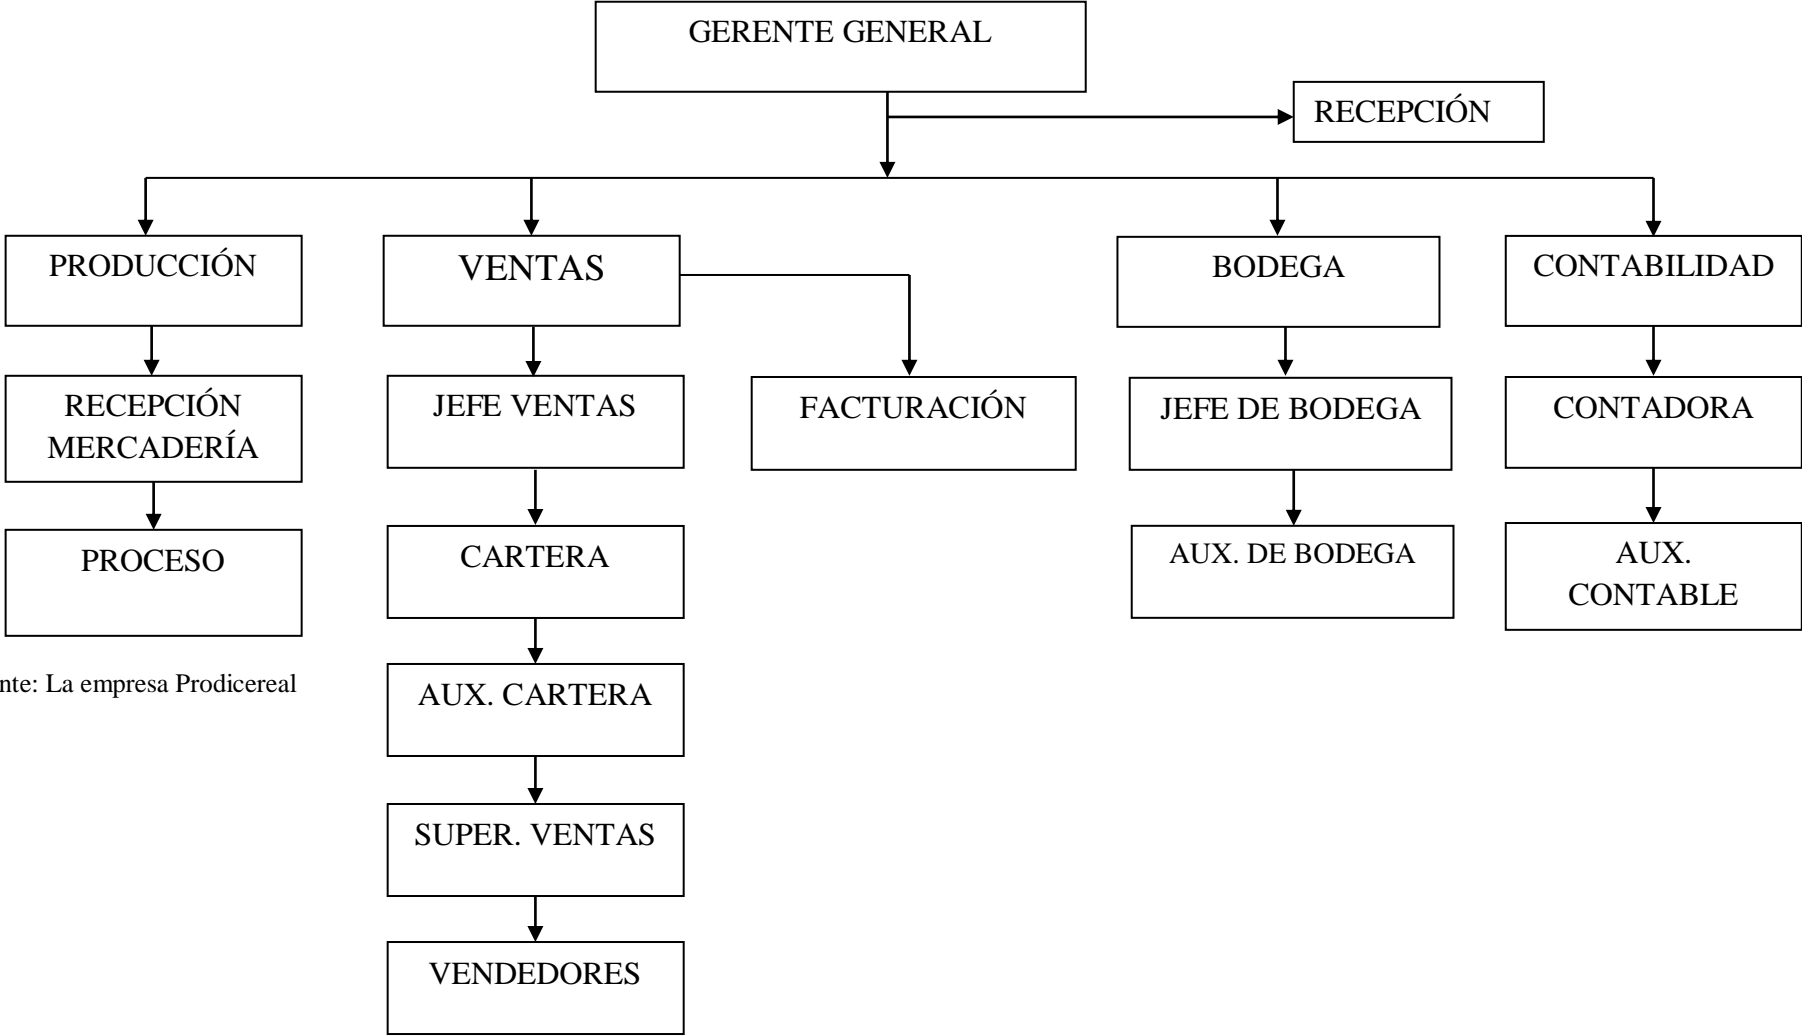 GERENTE GENERAL
RECEPCIÓN
PRODUCCIÓN
VENTAS
BODEGA
CONTABILIDAD
RECEPCIÓN
MERCADERÍA
JEFE VENTAS
FACTURACIÓN
JEFE DE BODEGA
CONTADORA
PROCESO
CARTERA
AUX. DE BODEGA
AUX.
CONTABLE
nte: La empresa Prodicereal
AUX. CARTERA
SUPER. VENTAS
VENDEDORES